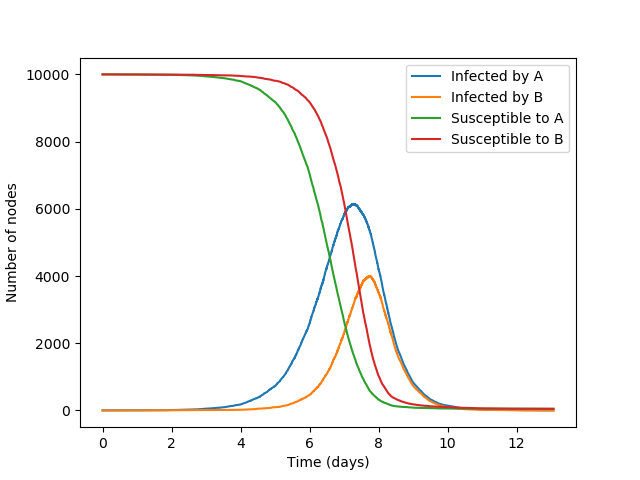 10000
8000
6000
4000
2000
0
Number of nodes
Infected by A
Infected by B
Susceptible to A
Susceptible to B
0 2 4 6 8 10 12
Time (days)